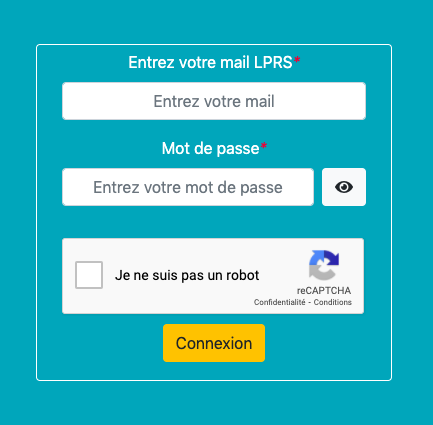 Entrez votre mail LPRS*
Entrez votre mail
Mot de passe*
Entrez votre mot de passe
Je ne suis pas un robot
reCAPTCHA
Confidentialité - Conditions
Connexion